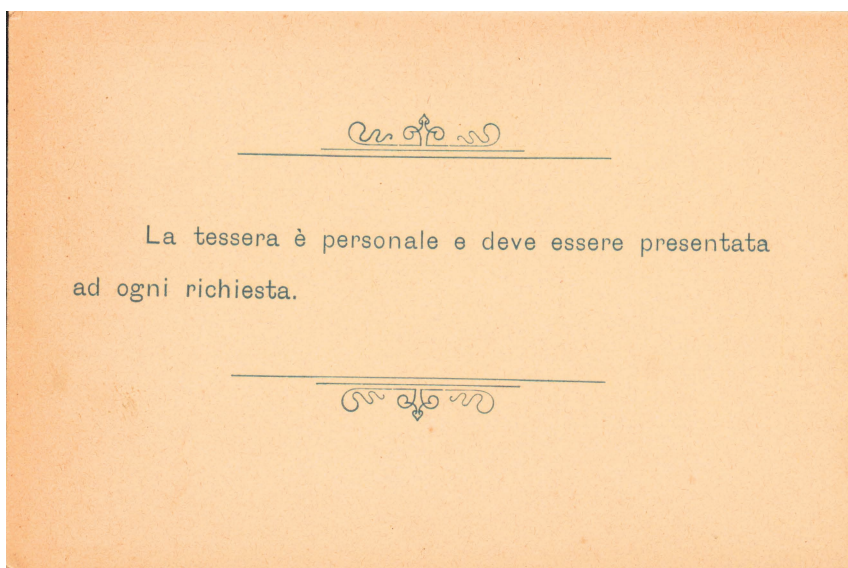 La tessera è personale e deve essere presentata
ad ogni richiesta.